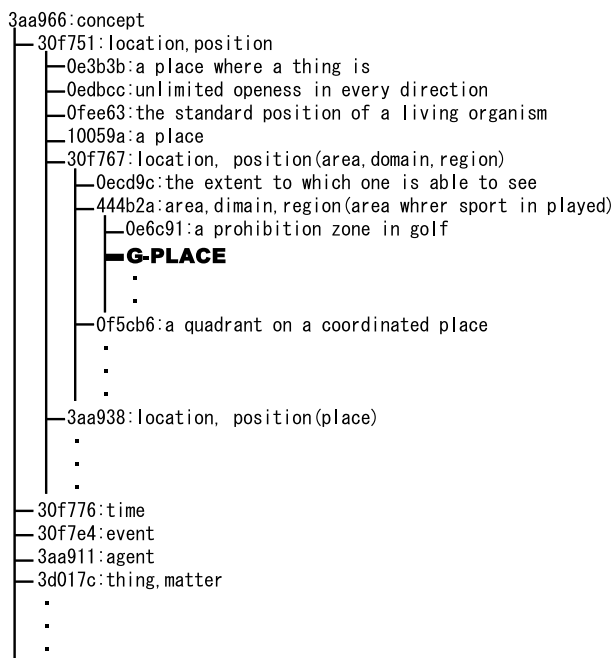 3aa966:concept
30f751:location,position
0e3b3b:a place where a thing is
0edbcc:unlimited openess in every direction
0fee63:the standard position of a living organism
10059a:a place
30f767:location, position(area,domain,region)
0ecd9c:the extent to which one is able to see
444b2a:area,dimain,region(area whrer sport in played)
0e6c91:a prohibition zone in golf
G-PLACE
0f5cb6:a quadrant on a coordinated place
3aa938:location, position(place)
30f776:time
30f7e4:event
3aa911:agent
3d017c:thing,matter